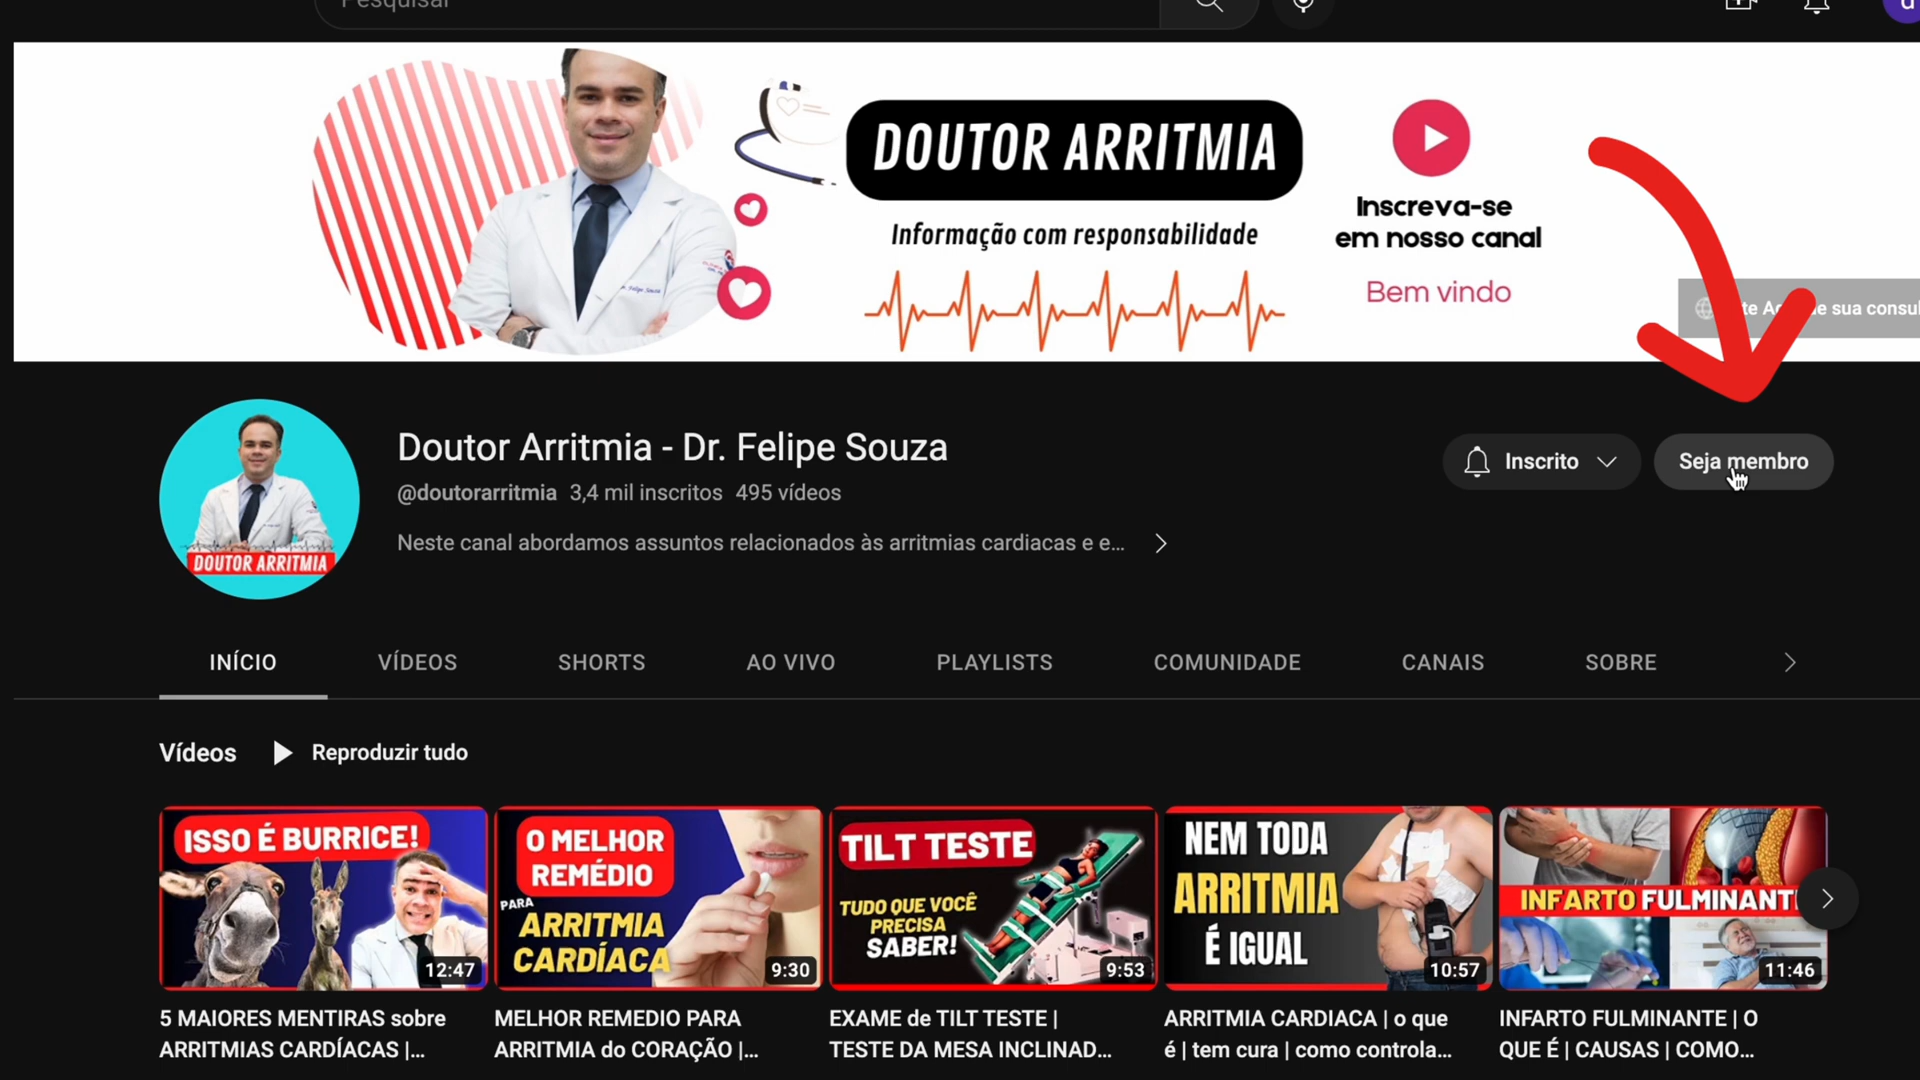 Pesquisar
DOUTOR ARRITMIA
Informação com responsabilidade
Inscreva-se
em nosso canal
Bem vindo
e sua consul
Doutor Arritmia - Dr. Felipe Souza
@doutorarritmia 3,4 mil inscritos 495 vídeos
Neste canal abordamos assuntos relacionados às arritmias cardiacas e e...
DOUTOR ARRITMIA
Inscrito
Seja membro
INÍCIO VÍDEOS SHORTS AO VIVO PLAYLISTS COMUNIDADE CANAIS SOBRE
Vídeos Reproduzir tudo
ISSO É BURRICE!
12:47
O MELHOR
REMÉDIO
PARA
ARRITMIA
CARDÍACA
9:30
TILT TESTE
TUDO QUE VOCÊ
PRECISA
SABER!
9:53
NEM TODA
ARRITMIA
É IGUAL
10:57
INFARTO FULMINANT
11:46
5 MAIORES MENTIRAS sobre
ARRITMIAS CARDÍACAS |...
MELHOR REMEDIO PARA
ARRITMIA do CORAÇÃO |...
EXAME de TILT TESTE |
TESTE DA MESA INCLINAD...
ARRITMIA CARDIACA | o que
é | tem cura | como controla...
INFARTO FULMINANTE | O
QUE É | CAUSAS | COMO...